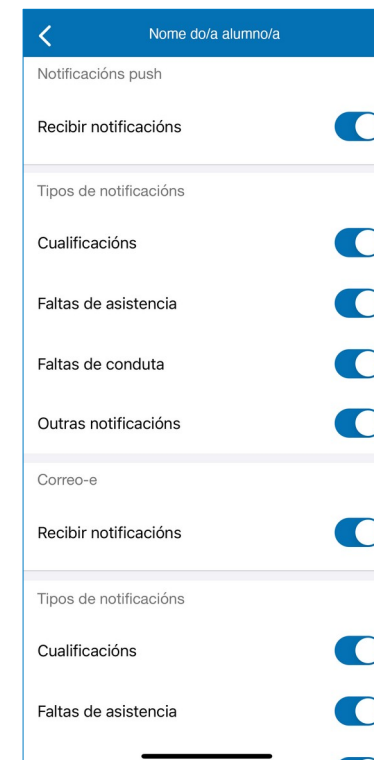 Nome do/a alumno/a
Notificacións push
Recibir notificacións
Tipos de notificacións
Cualificacións
Faltas de asistencia
Faltas de conduta
Outras notificacións
Correo-e
Recibir notificacións
Tipos de notificacións
Cualificacións
Faltas de asistencia